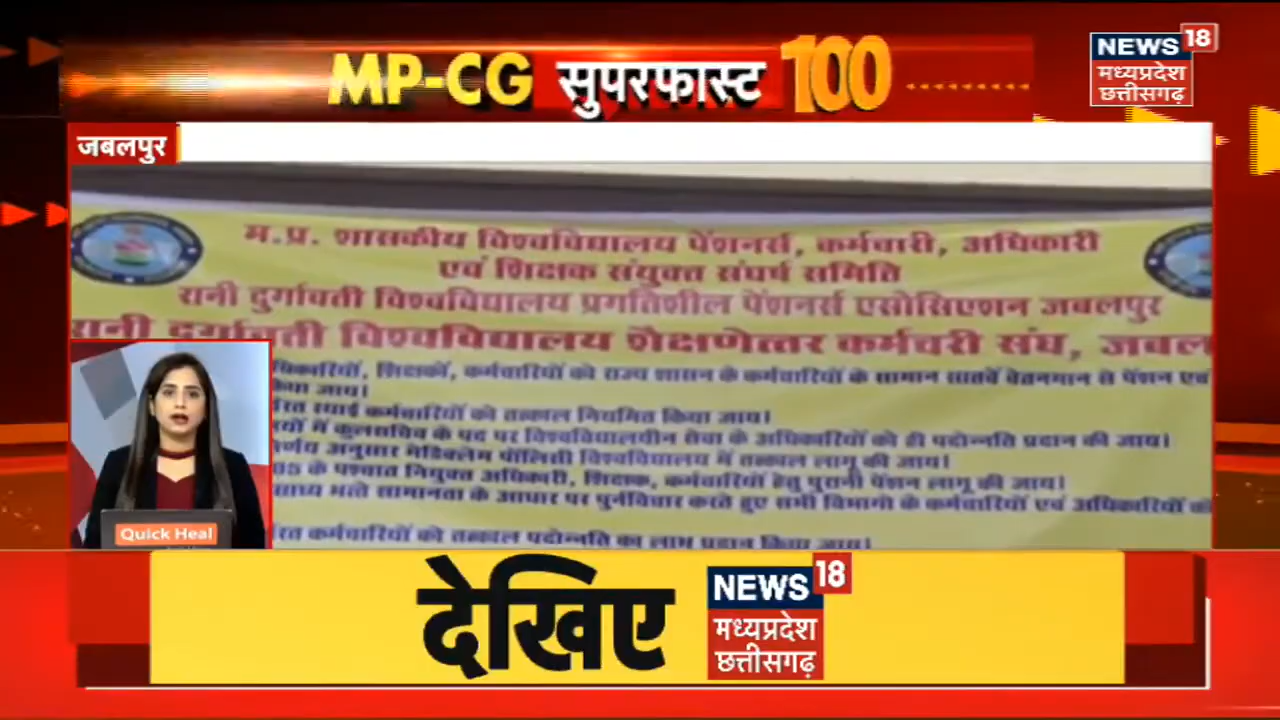 MP-CG सुपरफास्ट 100
NEWS 18
मध्यप्रदेश
छत्तीसगढ़
जबलपुर
म.प्र. शासकीय विश्वविद्यालय पेंशनर्स, कर्मचारी, अधिकारी
एवं शिक्षक संयुक्त संघर्ष समिति
रानी दुर्गावती विश्वविद्यालय प्रगतिशील पेंशनर्स एसोसिएशन जबलपुर
रानी दुर्गावती विश्वविद्यालय शैक्षणेत्तर कर्मचरी संघ, जबल
शिक्षकों, कर्मचारियों को राज्य शासन के कर्मचारियों के सामान सातवें वेतनमान से पेंशन एवं
किया जाय।
स्थाई कर्मचारियों को तत्काल नियमित किया जाय।
में कुलसचिव के पद पर विश्वविद्यालयीन सेवा के अधिकारियों को ही पदोन्नति प्रदान की जाय।
अनुसार मेडिक्लेम पॉलिसी विश्वविद्यालय में तत्काल लागू की जाय।
05 के पश्चात नियुक्त अधिकारी, शिक्षक, कर्मचारियों हेतु पुरानी पेंशन लागू की जाय।
भत्ते सामानता के आधार पर पुर्नविचार करते हुए सभी विभागो के कर्मचारियों एवं अधिकारियों को
कर्मचारियों को तत्काल पदोन्नति का लाभ प्रदान किया जाय।
Quick Heal
देखिए
NEWS 18
मध्यप्रदेश
छत्तीसगढ़